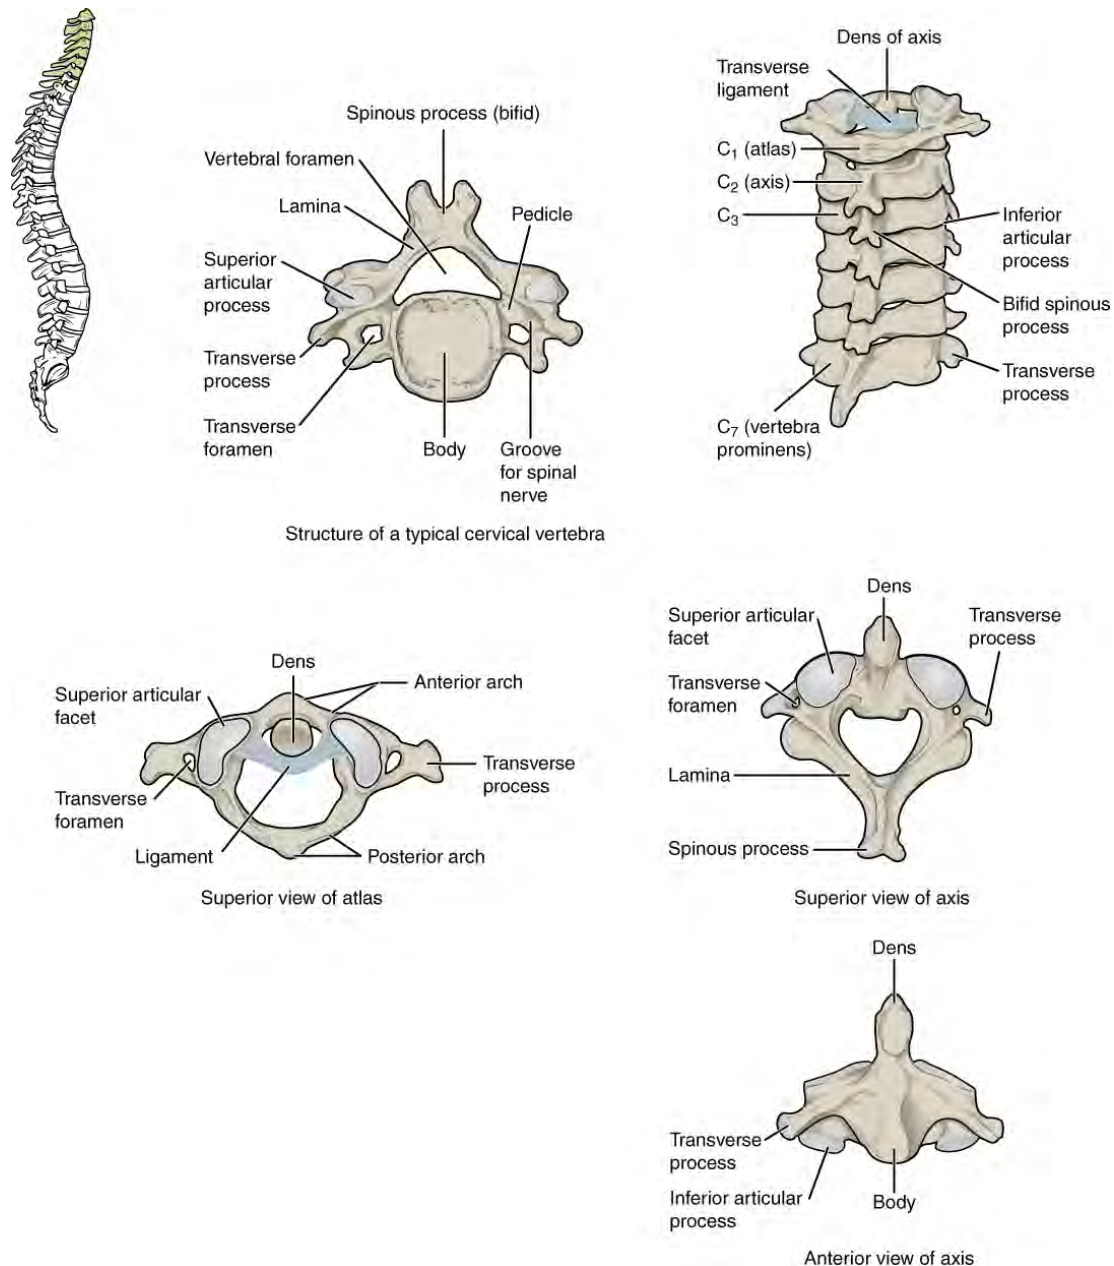 Spinous process (bifid)
Vertebral foramen
Lamina
Pedicle
Superior
articular
process
Transverse
process
Transverse
foramen
Body
Groove
for spinal
nerve
Structure of a typical cervical vertebra
Dens of axis
Transverse
ligament
C₁ (atlas)
C₂ (axis)
C₃
Inferior
articular
process
Bifid spinous
process
Transverse
process
C₇ (vertebra
prominens)
Dens
Anterior arch
Superior articular
facet
Transverse
process
Transverse
foramen
Ligament
Posterior arch
Superior view of atlas
Dens
Superior articular
facet
Transverse
process
Transverse
foramen
Lamina
Spinous process
Superior view of axis
Dens
Transverse
process
Inferior articular
process
Body
Anterior view of axis